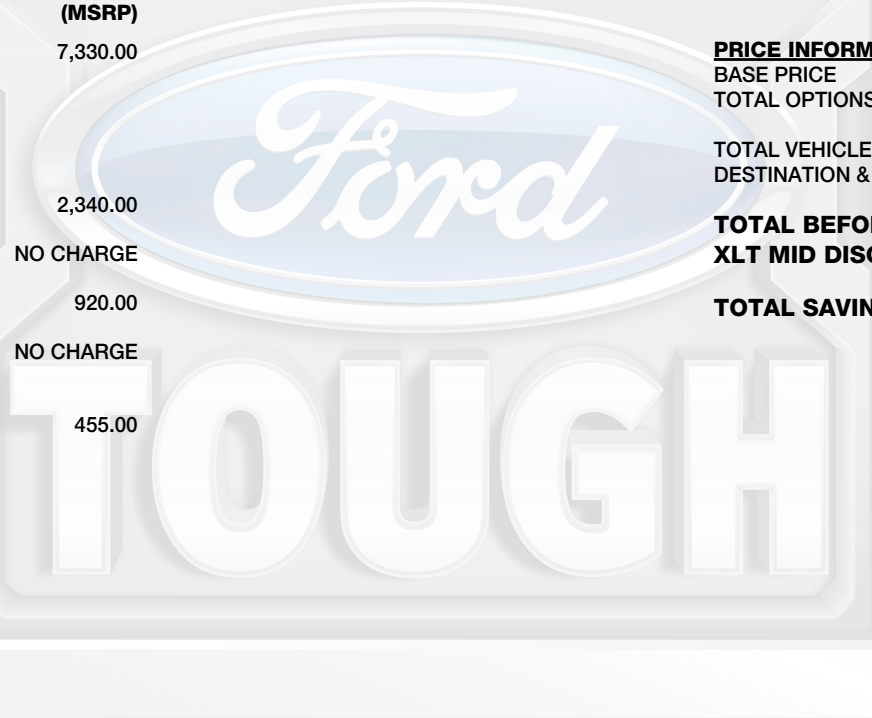 (MSRP)
7,330.00
2,340.00
NO CHARGE
920.00
NO CHARGE
455.00
PRICE INFORM
BASE PRICE
TOTAL OPTIONS
TOTAL VEHICLE
DESTINATION &
TOTAL BEFO
XLT MID DISC
TOTAL SAVIN
Ford
TOUGH